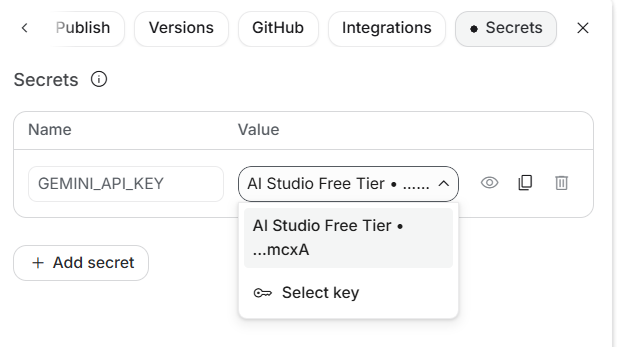 Publish Versions GitHub Integrations Secrets
Secrets
Name Value
GEMINI_API_KEY AI Studio Free Tier • ......
AI Studio Free Tier •
...mcxA
Select key
+ Add secret